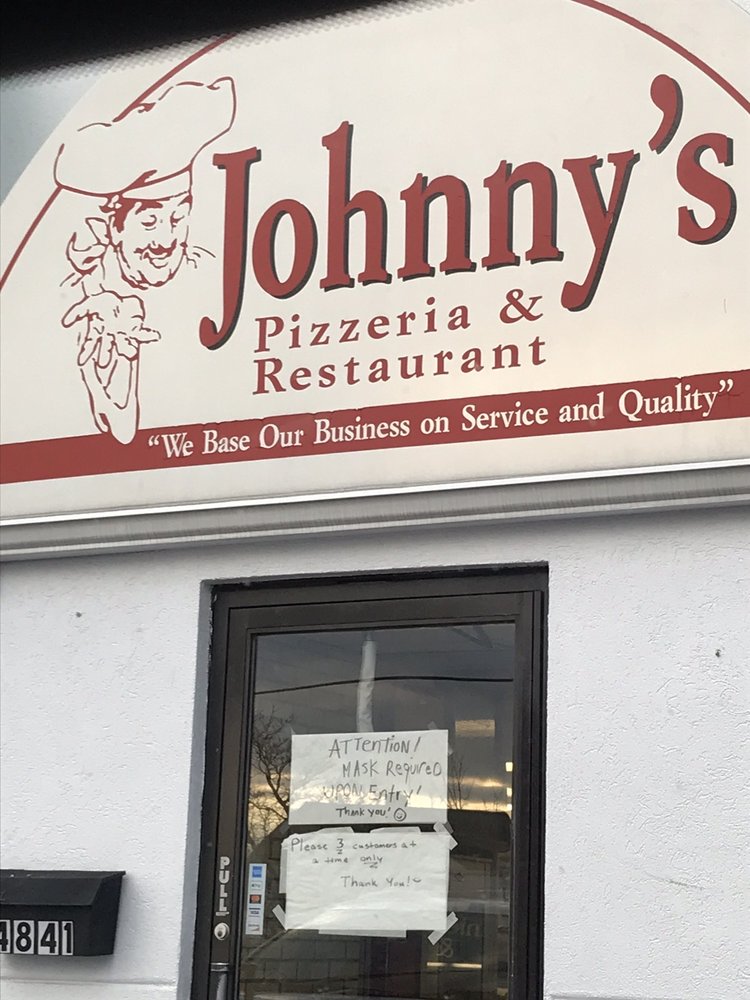 Johnny's
Pizzeria &
Restaurant
"We Base Our Business on Service and Quality"
ATTENTION!
MASK REQUIRED
UPON ENTRY!
THANK YOU!
Please 3 customers at
a time only
Thank You!
PULL
4841